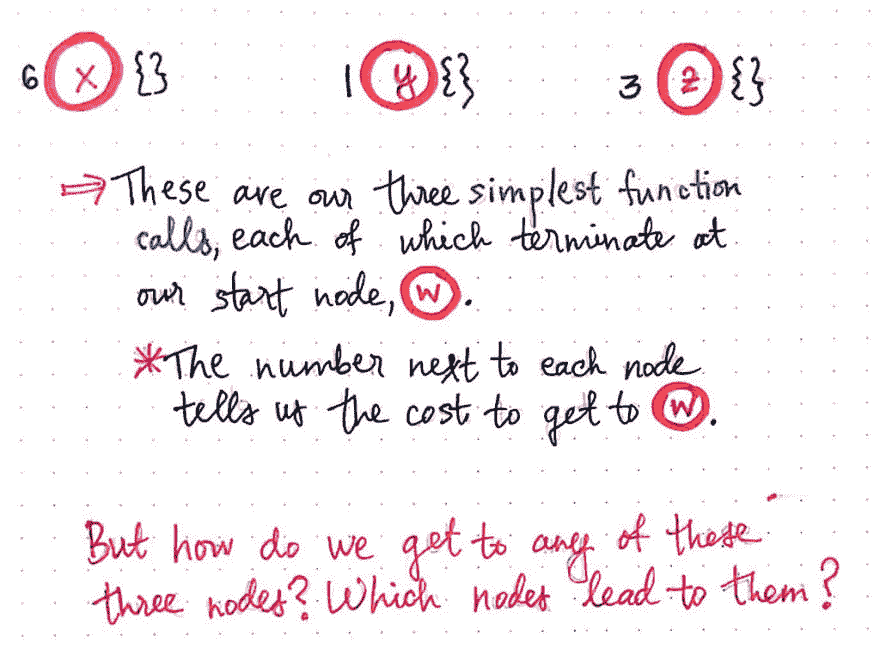 6 x {} 1 y {} 3 z {}
⇒ These are our three simplest function
calls, each of which terminate at
our start node, w.
*The number next to each node
tells us the cost to get to w.
But how do we get to any of these
three nodes? Which nodes lead to them?